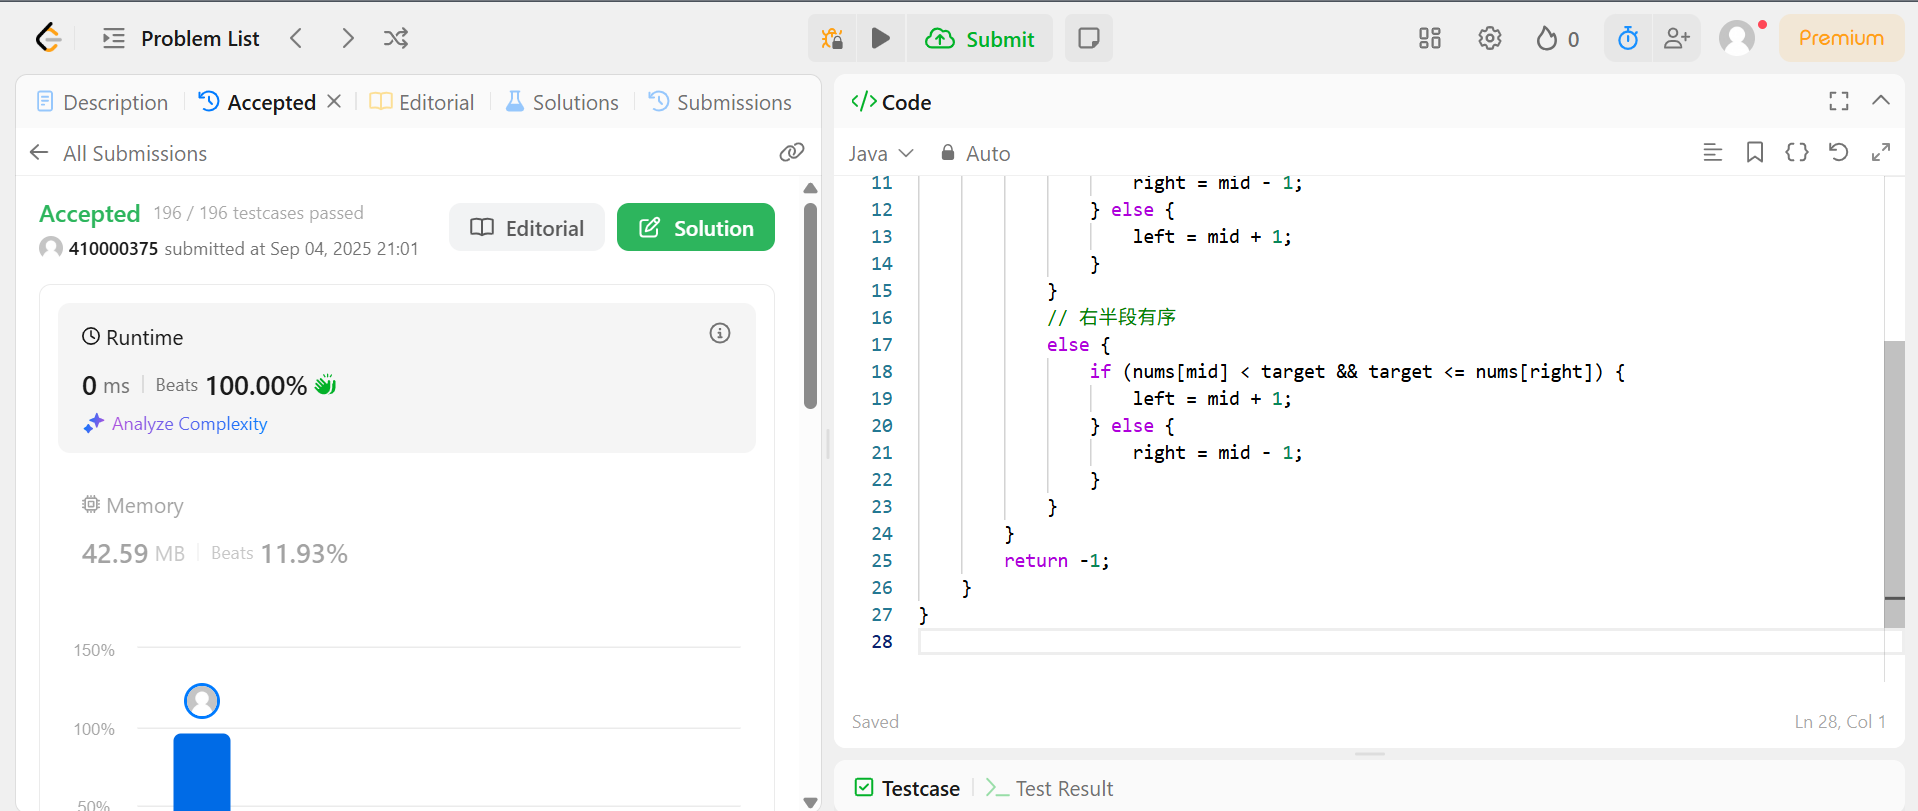 Problem List
Submit
0
Premium
Description
Accepted
Editorial
Solutions
Submissions
All Submissions
Accepted 196 / 196 testcases passed
410000375 submitted at Sep 04, 2025 21:01
Editorial
Solution
Runtime
0 ms Beats 100.00%
Analyze Complexity
Memory
42.59 MB Beats 11.93%
150%
100%
50%
</> Code
Java Auto
11 right = mid - 1;
12 } else {
13 left = mid + 1;
14 }
15 }
16 // 右半段有序
17 else {
18 if (nums[mid] < target && target <= nums[right]) {
19 left = mid + 1;
20 } else {
21 right = mid - 1;
22 }
23 }
24 }
25 return -1;
26 }
27 }
28
Saved
Ln 28, Col 1
Testcase
Test Result